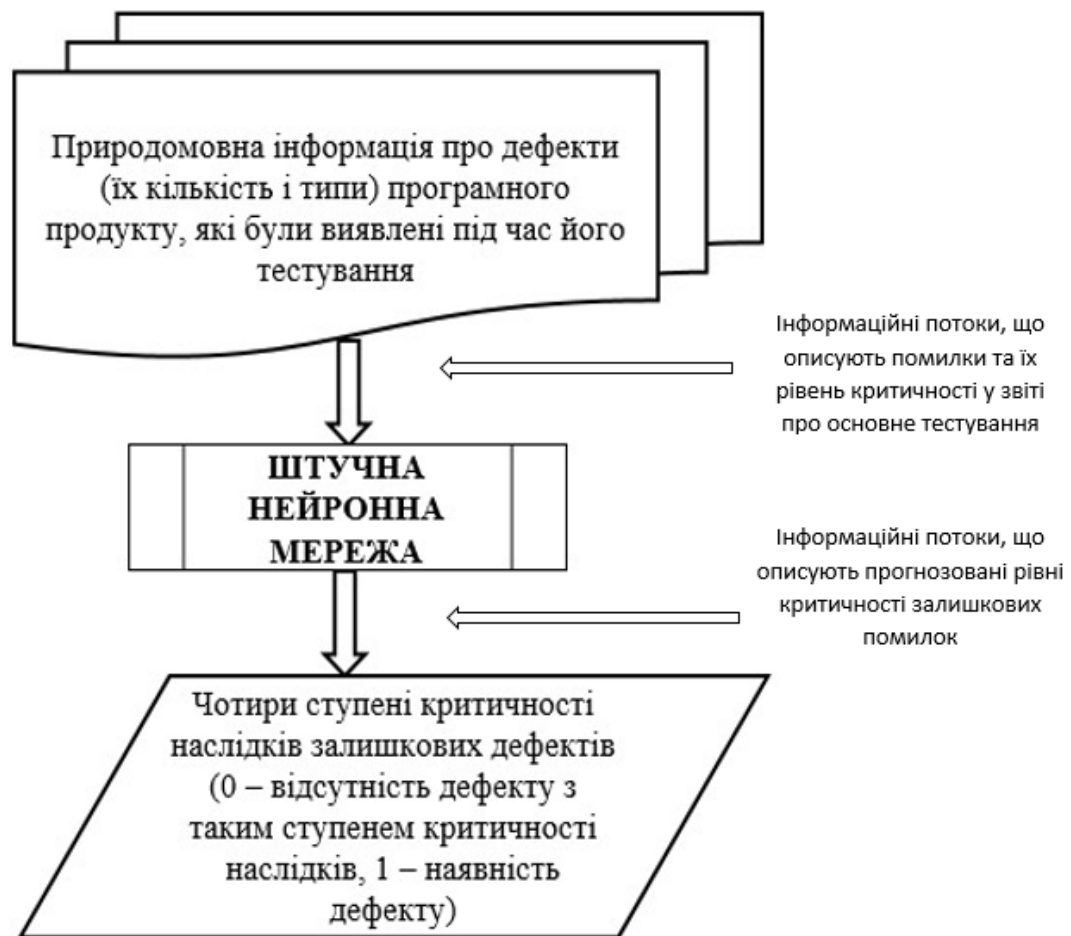 Природомовна інформація про дефекти
(їх кількість і типи) програмного
продукту, які були виявлені під час його
тестування
Інформаційні потоки, що
описують помилки та їх
рівень критичності у звіті
про основне тестування
ШТУЧНА
НЕЙРОННА
МЕРЕЖА
Інформаційні потоки, що
описують прогнозовані рівні
критичності залишкових
помилок
Чотири ступені критичності
наслідків залишкових дефектів
(0 – відсутність дефекту з
таким ступенем критичності
наслідків, 1 – наявність
дефекту)